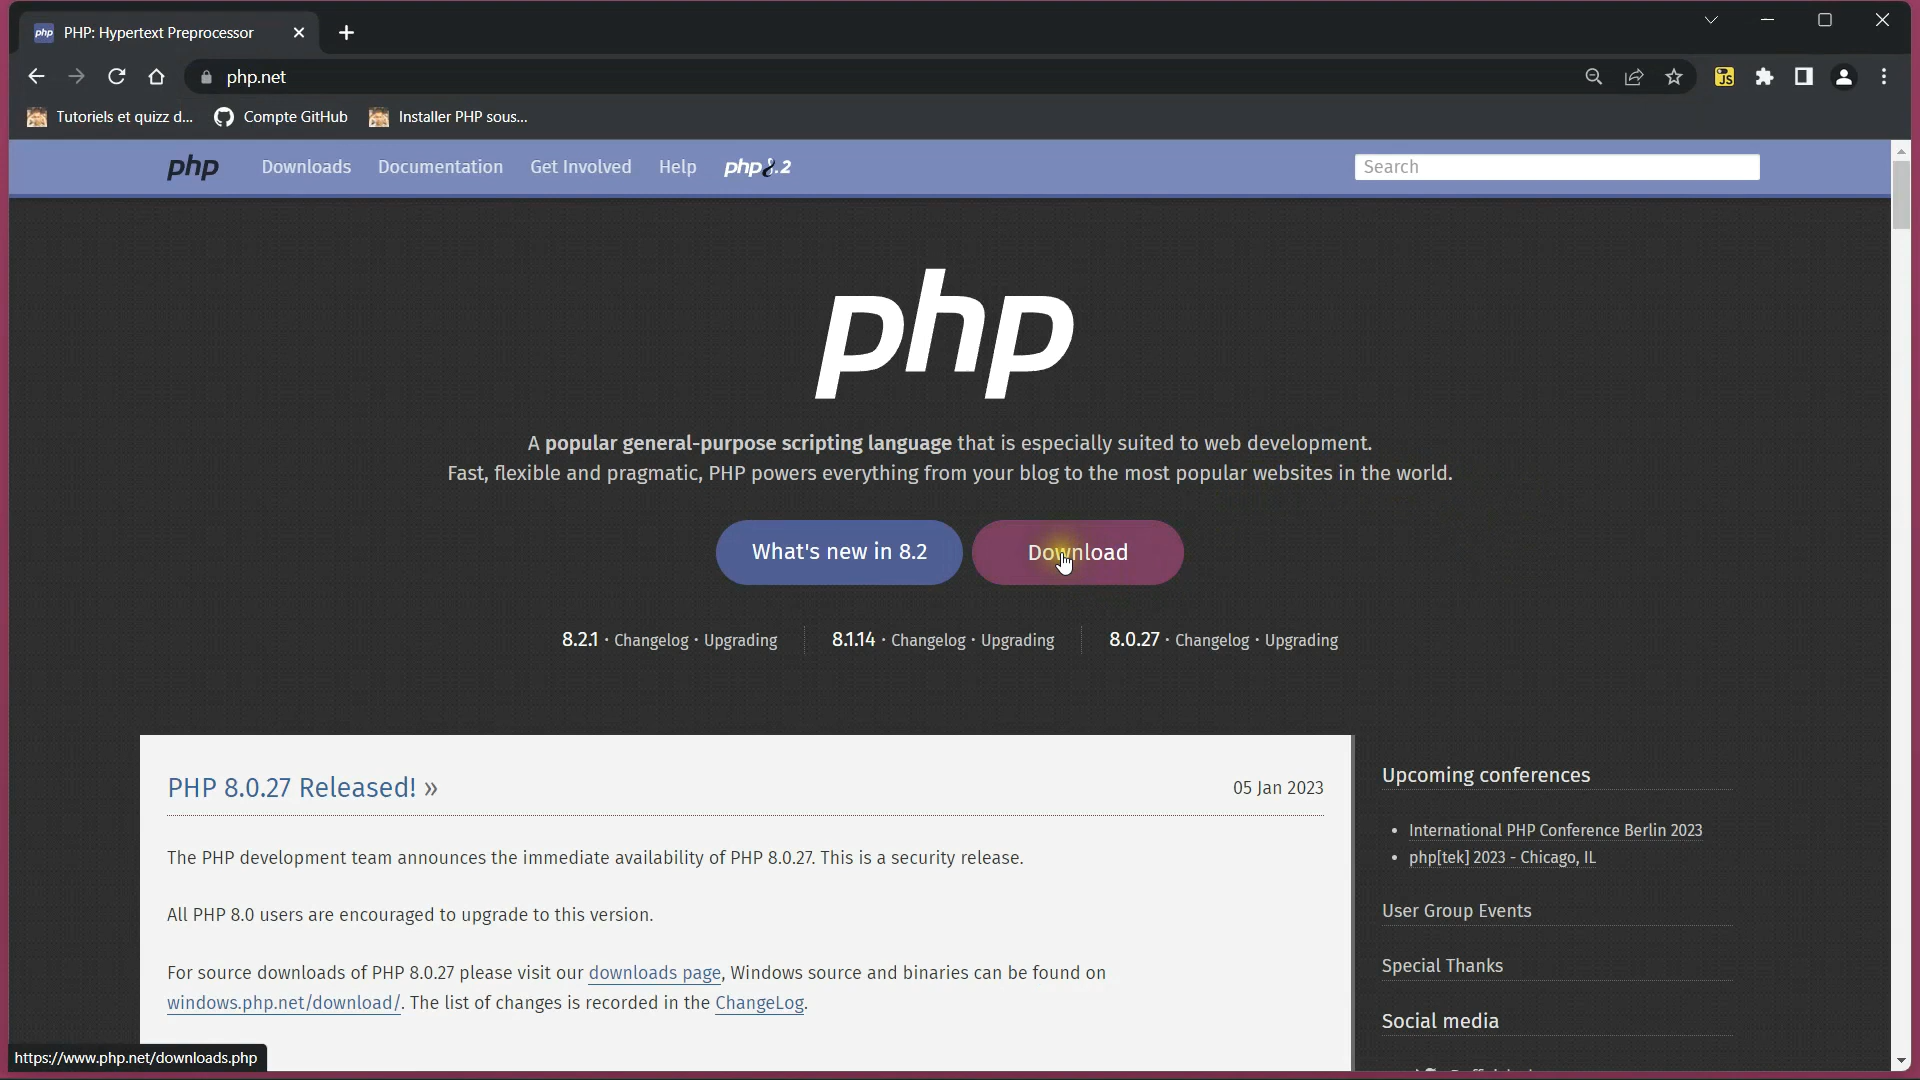 php PHP: Hypertext Preprocessor
php.net
JS
Tutoriels et quizz d... Compte GitHub Installer PHP sous...
php Downloads Documentation Get Involved Help php8.2 Search
php
A popular general-purpose scripting language that is especially suited to web development.
Fast, flexible and pragmatic, PHP powers everything from your blog to the most popular websites in the world.
What's new in 8.2 Download
8.2.1 · Changelog · Upgrading 8.1.14 · Changelog · Upgrading 8.0.27 · Changelog · Upgrading
PHP 8.0.27 Released! » 05 Jan 2023
The PHP development team announces the immediate availability of PHP 8.0.27. This is a security release.
All PHP 8.0 users are encouraged to upgrade to this version.
For source downloads of PHP 8.0.27 please visit our downloads page, Windows source and binaries can be found on
windows.php.net/download/. The list of changes is recorded in the ChangeLog.
Upcoming conferences
• International PHP Conference Berlin 2023
• php[tek] 2023 - Chicago, IL
User Group Events
Special Thanks
Social media
https://www.php.net/downloads.php